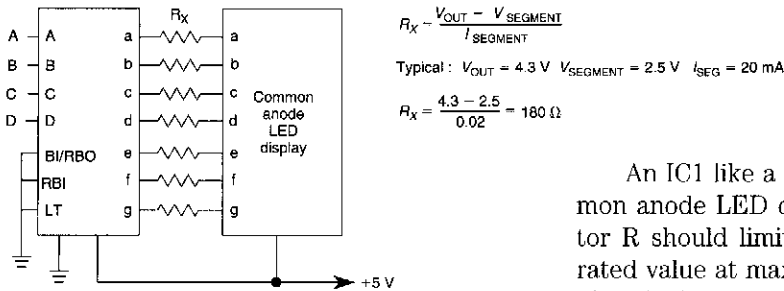 R_X
A A a a
B B b b
C C c c
D D d d
BI/RBO e e
RBI f f
LT g g
Common
anode
LED
display
+5 V
R_X = V_OUT - V_SEGMENT / I_SEGMENT
Typical : V_OUT = 4.3 V V_SEGMENT = 2.5 V I_SEG = 20 mA
R_X = 4.3 - 2.5 / 0.02 = 180 Ω
An IC1 like a
mon anode LED d
tor R should limit
rated value at max